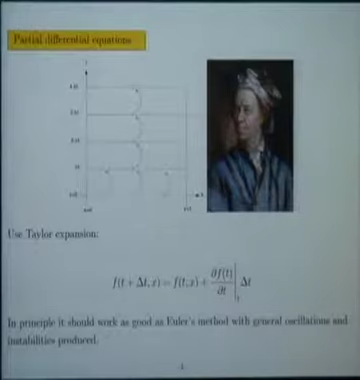 Partial differential equations
t
x
Use Taylor expansion:
f(t + Δt, x) = f(t, x) + ∂f(t)/∂t |t Δt
In principle it should work as good as Euler's method with general oscillations and
instabilities produced.